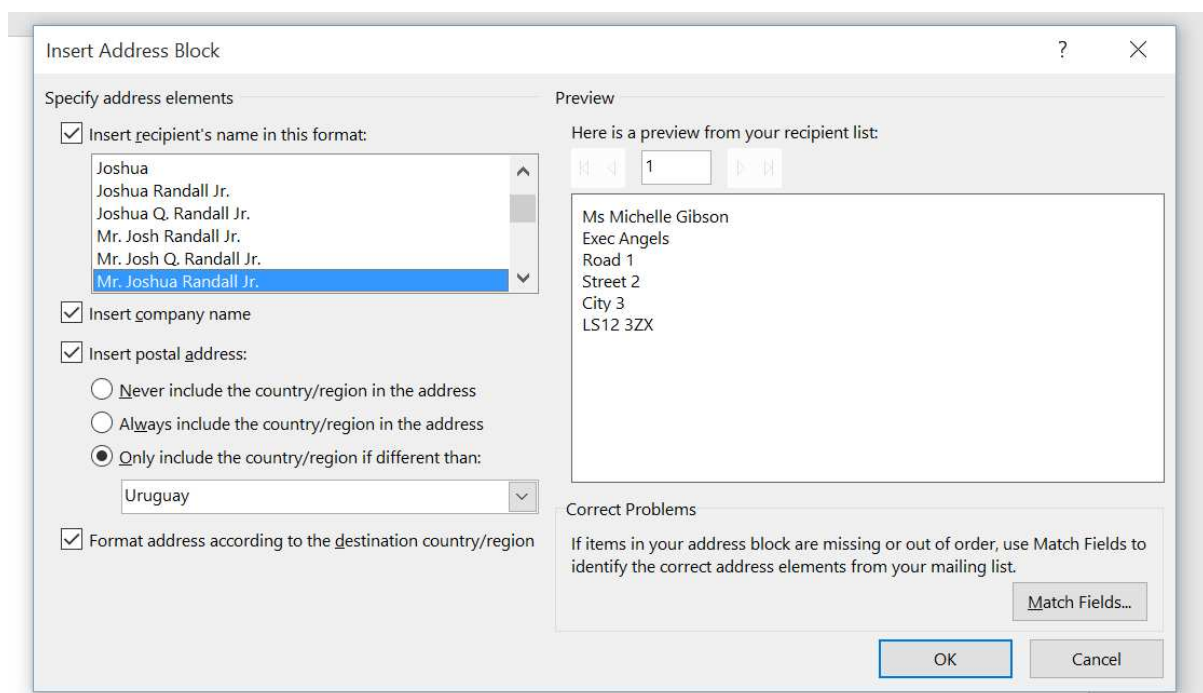 Insert Address Block
?
Specify address elements
Insert recipient's name in this format:
Joshua
Joshua Randall Jr.
Joshua Q. Randall Jr.
Mr. Josh Randall Jr.
Mr. Josh Q. Randall Jr.
Mr. Joshua Randall Jr.
Insert company name
Insert postal address:
Never include the country/region in the address
Always include the country/region in the address
Only include the country/region if different than:
Uruguay
Format address according to the destination country/region
Preview
Here is a preview from your recipient list:
1
Ms Michelle Gibson
Exec Angels
Road 1
Street 2
City 3
LS12 3ZX
Correct Problems
If items in your address block are missing or out of order, use Match Fields to
identify the correct address elements from your mailing list.
Match Fields...
OK
Cancel